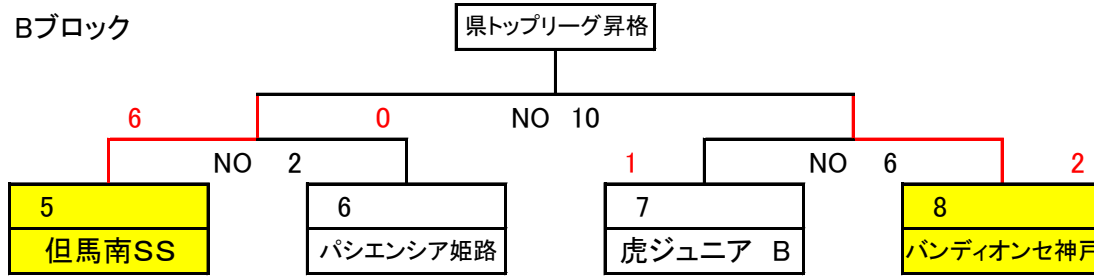 Bブロック
県トップリーグ昇格
6 0 NO 10
NO 2 1 NO 6 2
5 6 7 8
但馬南SS パシエンシア姫路 虎ジュニア B バンディオンセ神戸